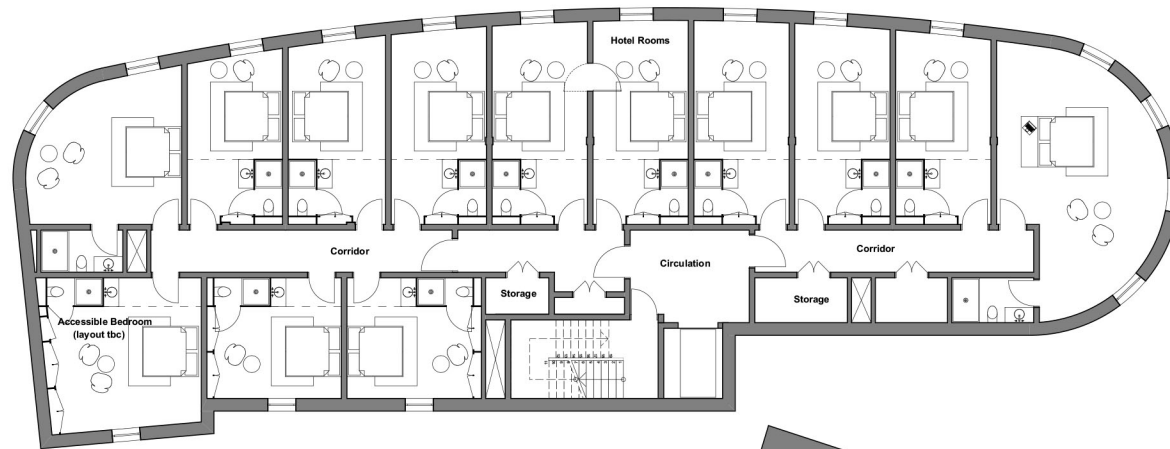 Hotel Rooms
Corridor
Circulation
Corridor
Storage
Storage
Accessible Bedroom
(layout tbc)